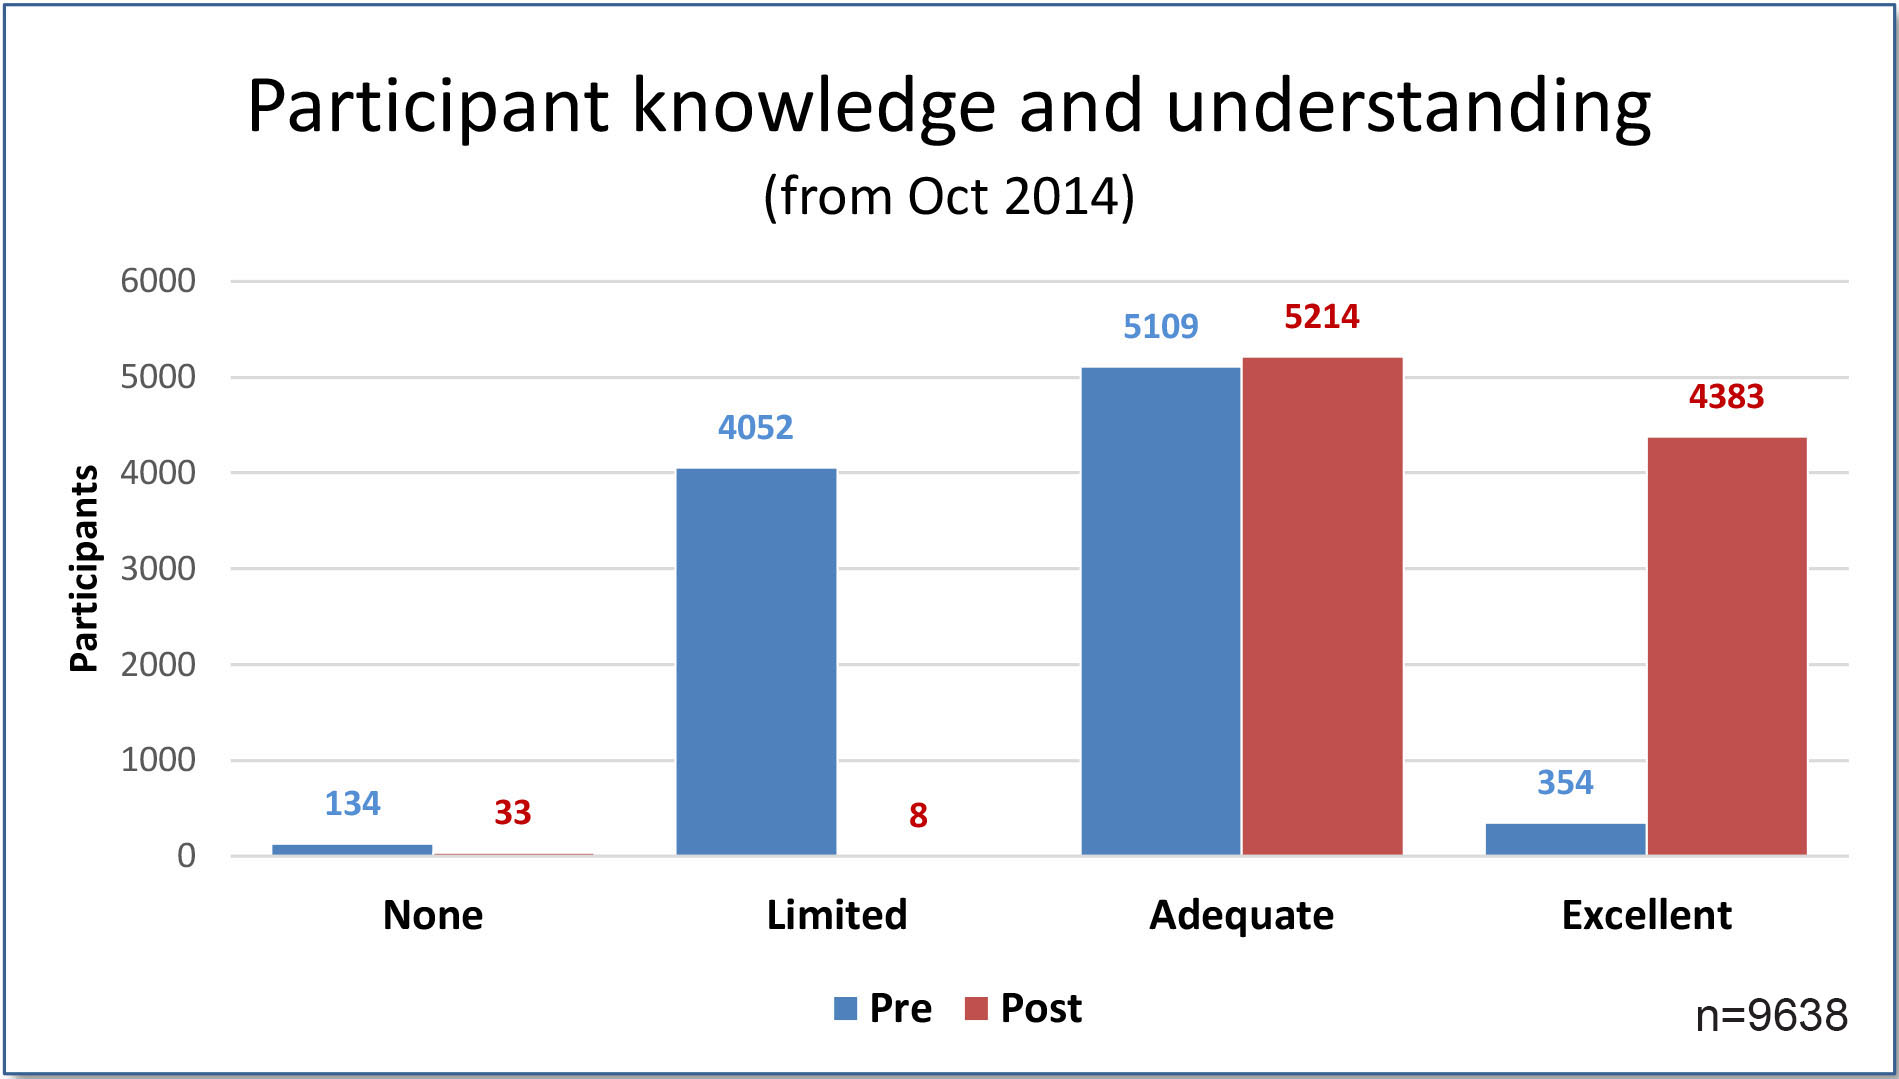 Participant knowledge and understanding
(from Oct 2014)
6000
5000
4000
3000
2000
1000
0
Participants
134
33
4052
8
5109
5214
354
4383
None
Limited
Adequate
Excellent
Pre
Post
n=9638